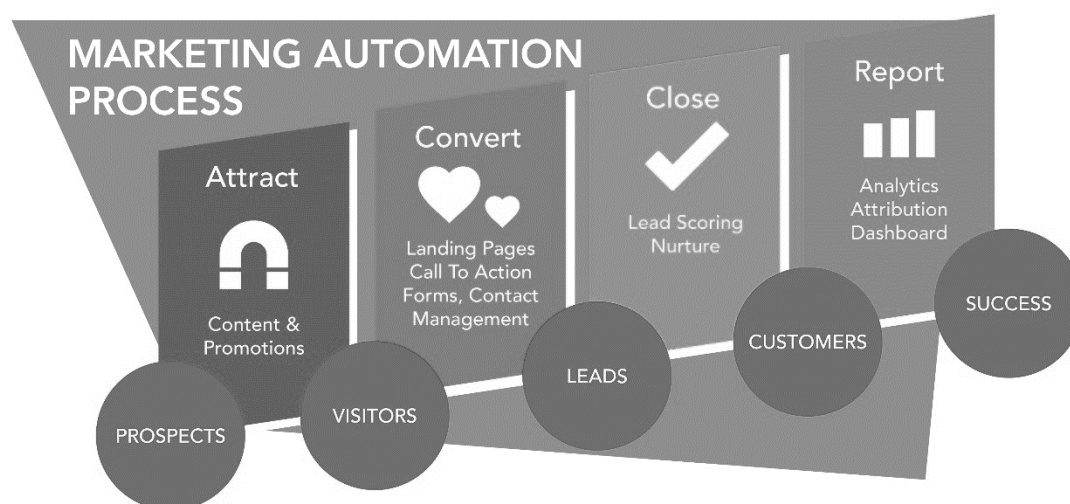 MARKETING AUTOMATION
PROCESS
Attract
Content &
Promotions
Convert
Landing Pages
Call To Action
Forms, Contact
Management
Close
Lead Scoring
Nurture
Report
Analytics
Attribution
Dashboard
PROSPECTS
VISITORS
LEADS
CUSTOMERS
SUCCESS